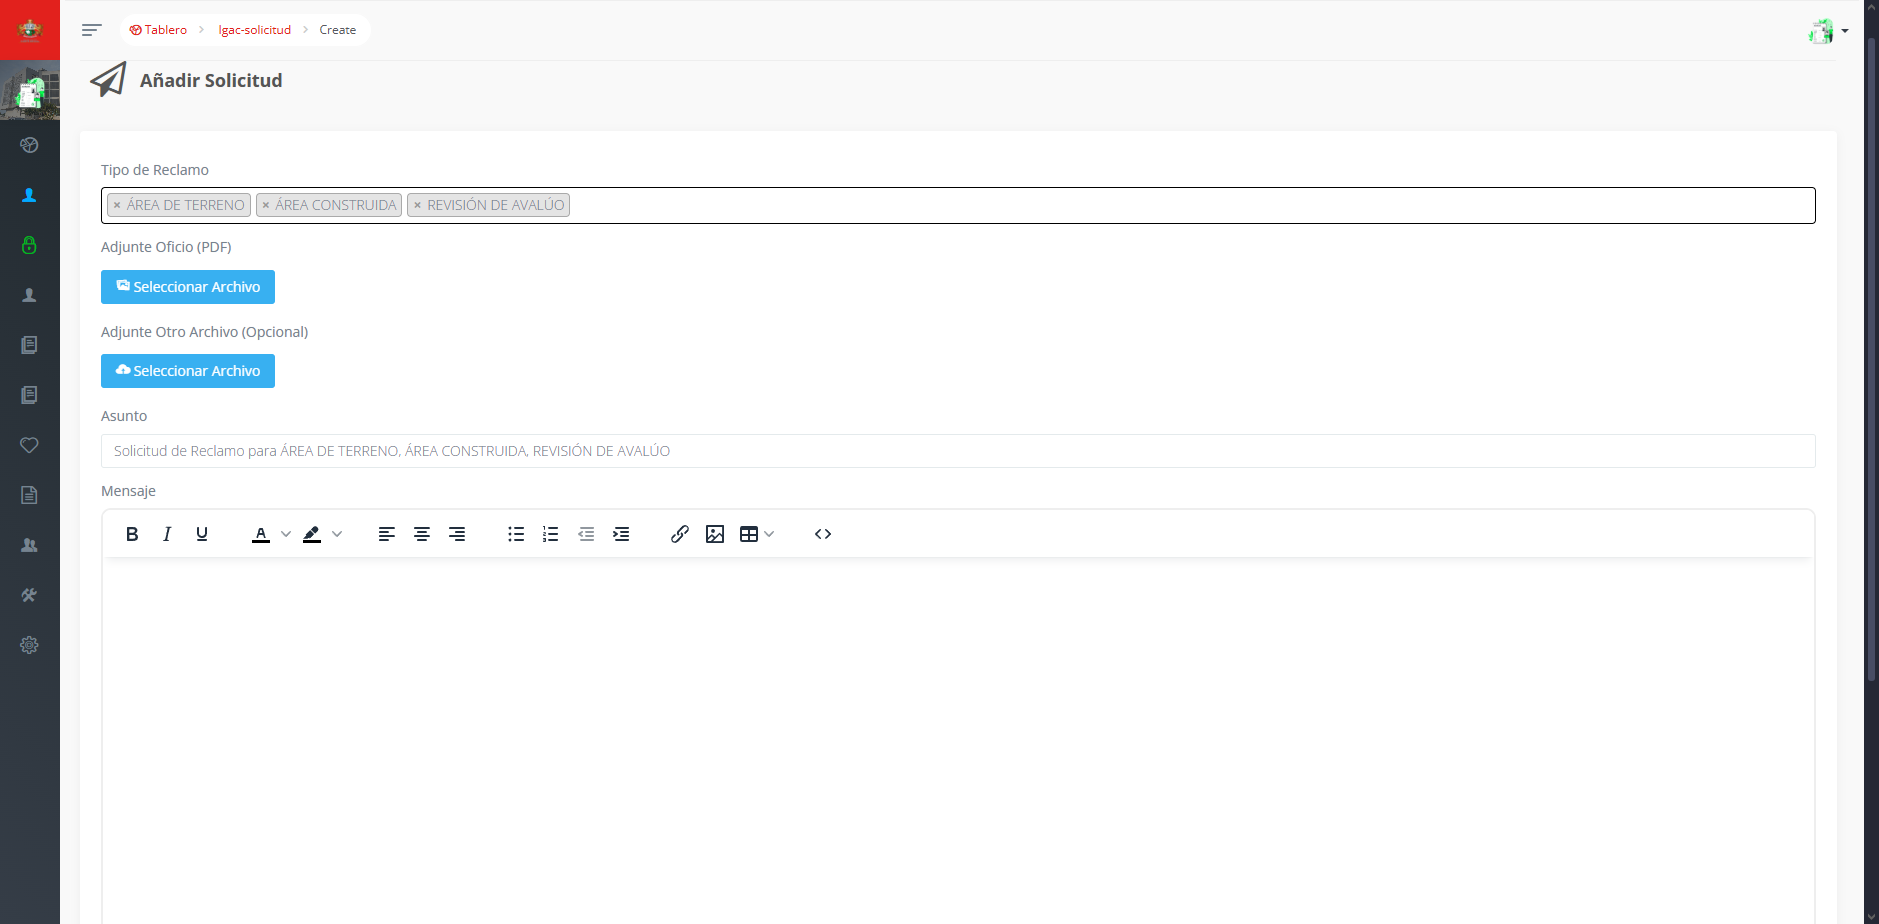 Tablero > Igac-solicitud > Create
Añadir Solicitud
Tipo de Reclamo
× ÁREA DE TERRENO × ÁREA CONSTRUIDA × REVISIÓN DE AVALÚO
Adjunte Oficio (PDF)
Seleccionar Archivo
Adjunte Otro Archivo (Opcional)
Seleccionar Archivo
Asunto
Solicitud de Reclamo para ÁREA DE TERRENO, ÁREA CONSTRUIDA, REVISIÓN DE AVALÚO
Mensaje